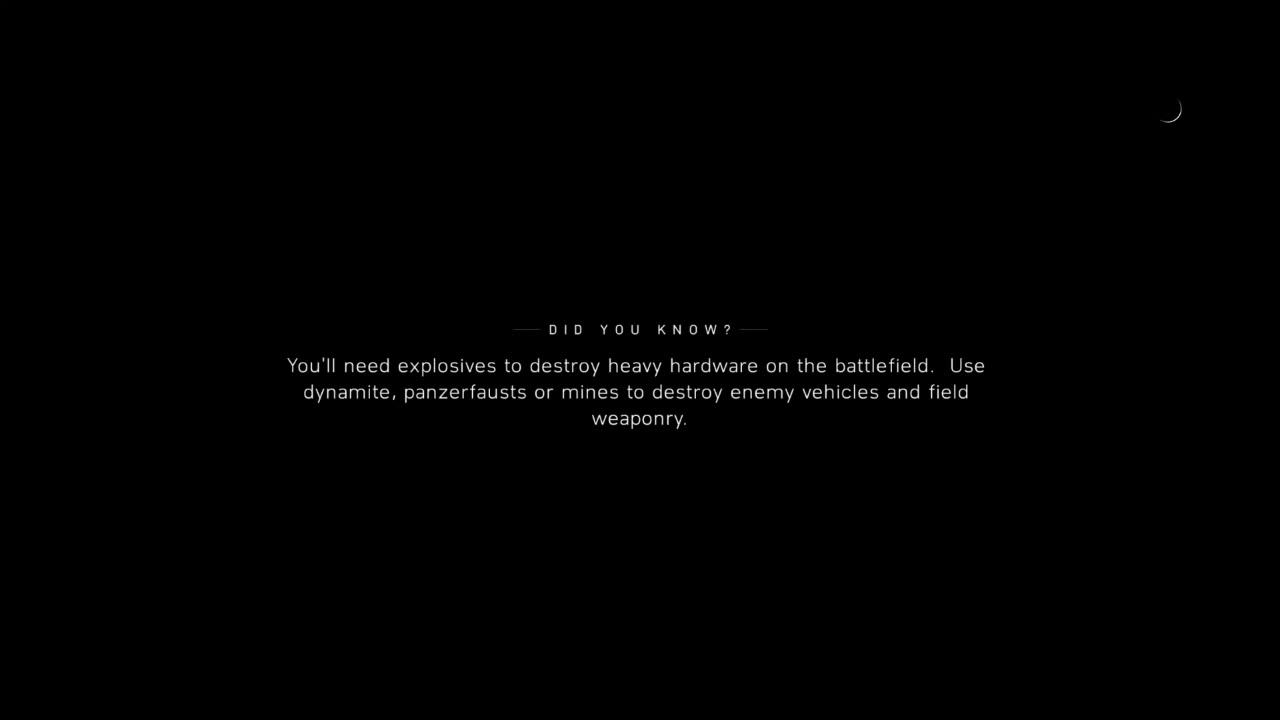 DID YOU KNOW?
You'll need explosives to destroy heavy hardware on the battlefield.  Use
dynamite, panzerfausts or mines to destroy enemy vehicles and field
weaponry.